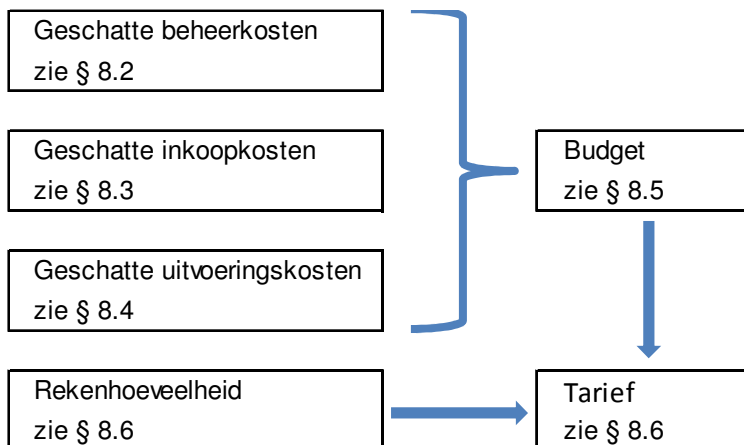 Geschatte beheerkosten
zie § 8.2
Geschatte inkoopkosten
zie § 8.3
Budget
zie § 8.5
Geschatte uitvoeringskosten
zie § 8.4
Rekenhoeveelheid
zie § 8.6
Tarief
zie § 8.6